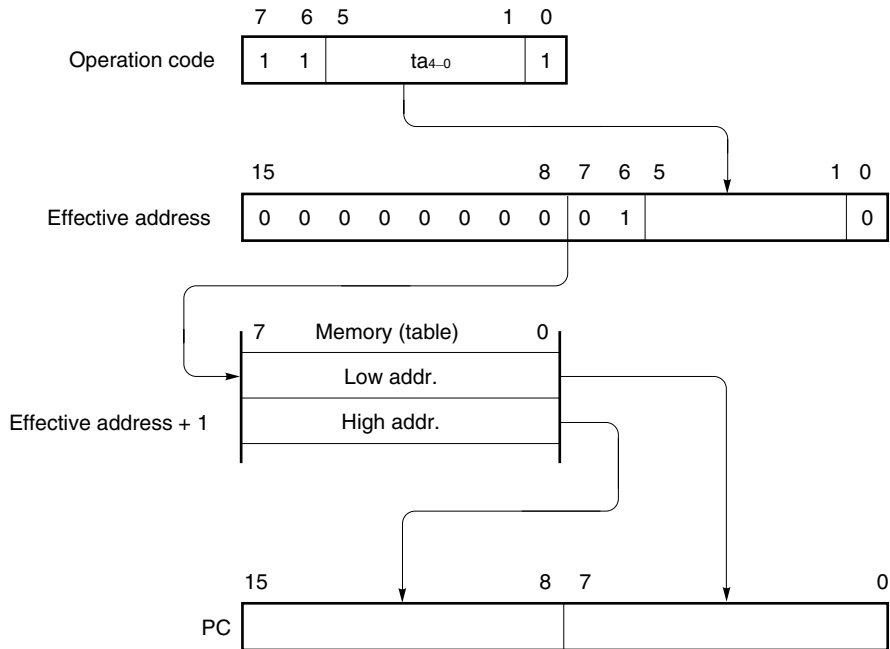 7 6 5 1 0
Operation code 1 1 ta4–0 1
15 8 7 6 5 1 0
Effective address 0 0 0 0 0 0 0 0 0 1 0
7 Memory (table) 0
Low addr.
Effective address + 1 High addr.
15 8 7 0
PC